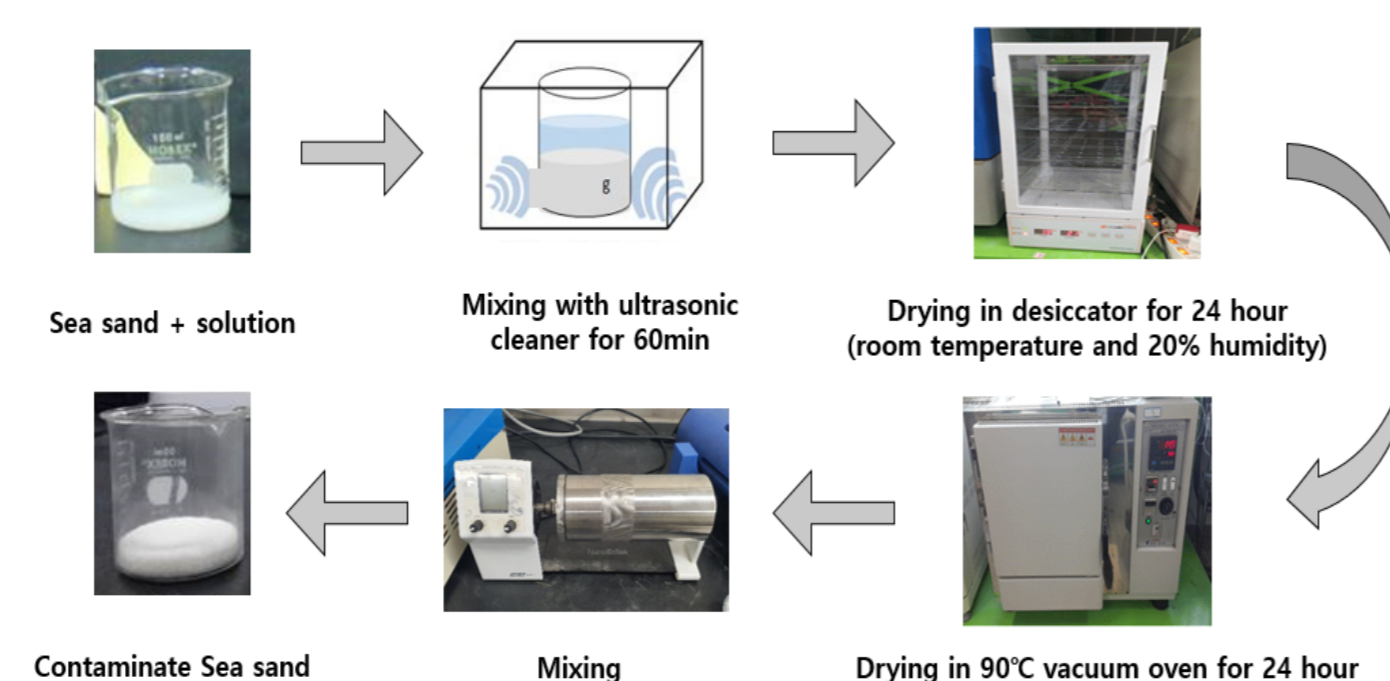 g
Sea sand + solution
Mixing with ultrasonic
cleaner for 60min
Drying in desiccator for 24 hour
(room temperature and 20% humidity)
Contaminate Sea sand
Mixing
Drying in 90℃ vacuum oven for 24 hour